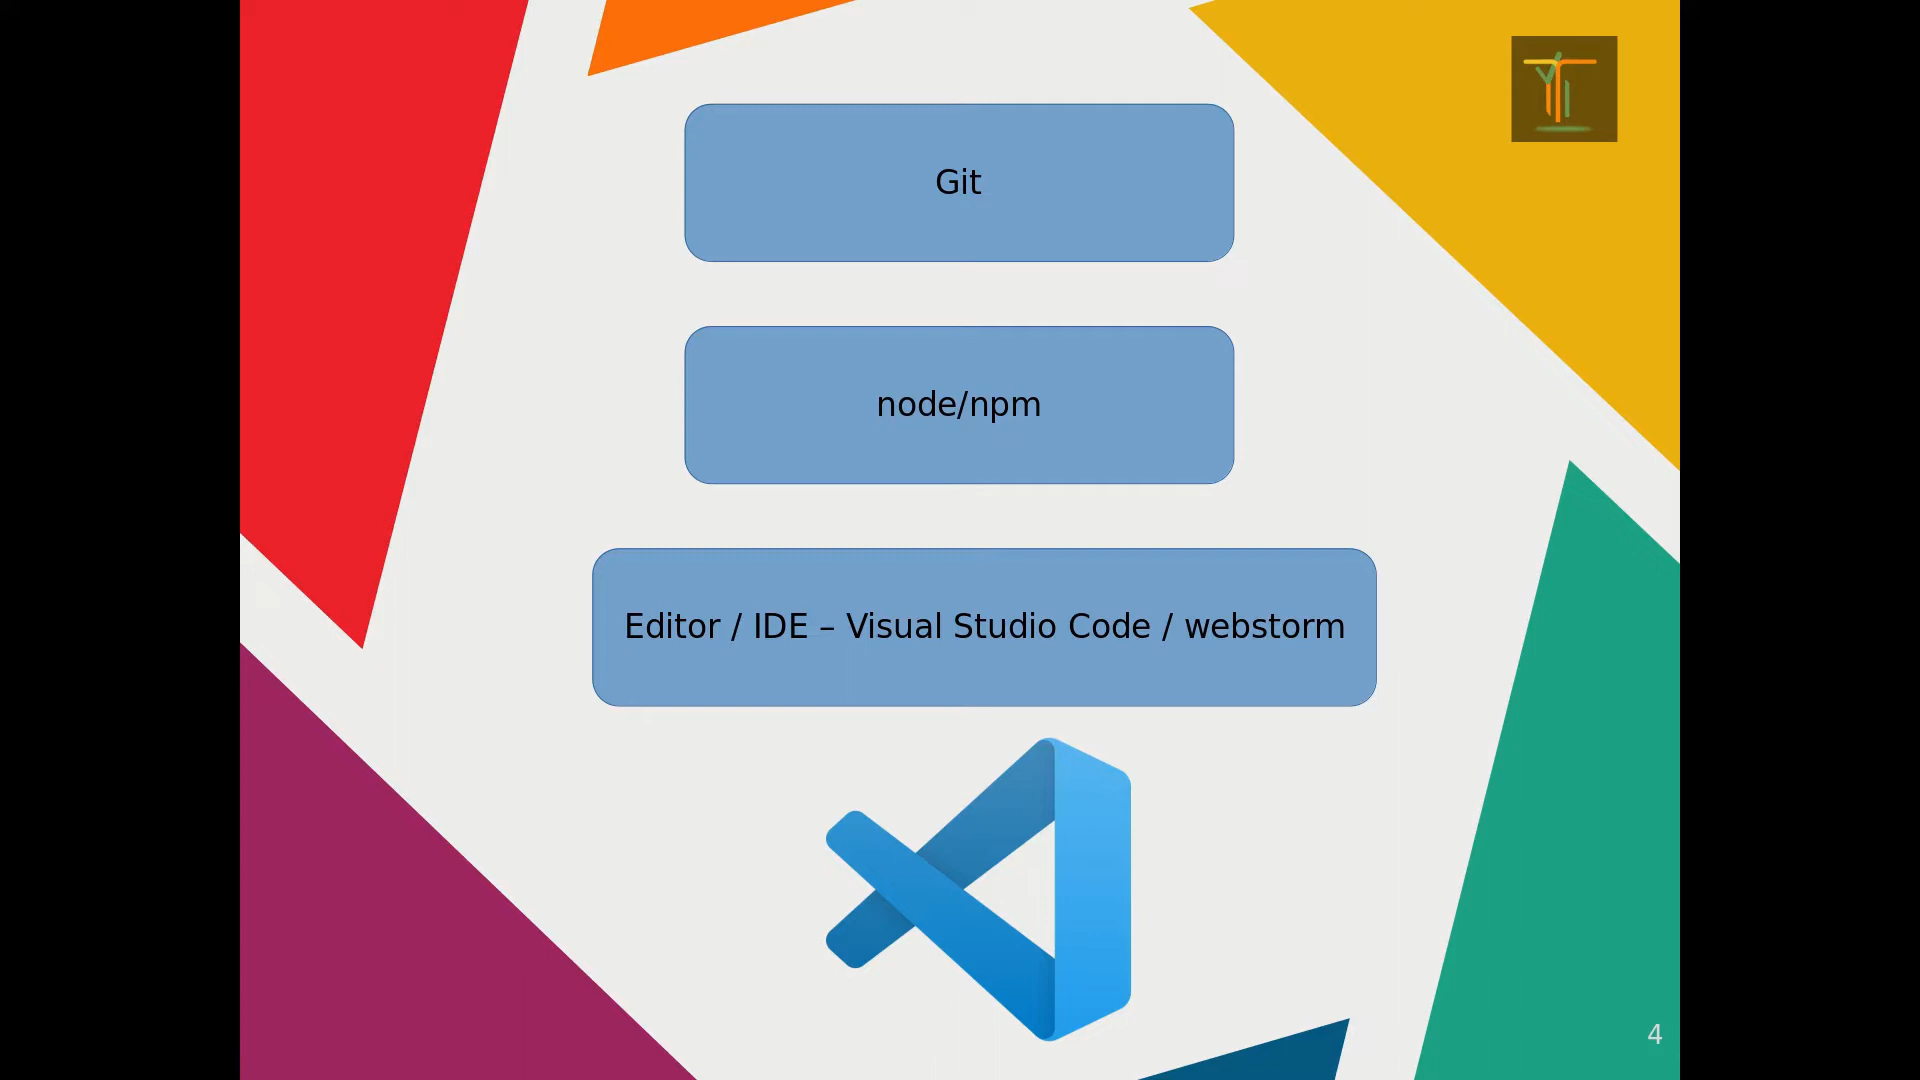 Git
node/npm
Editor / IDE – Visual Studio Code / webstorm
4